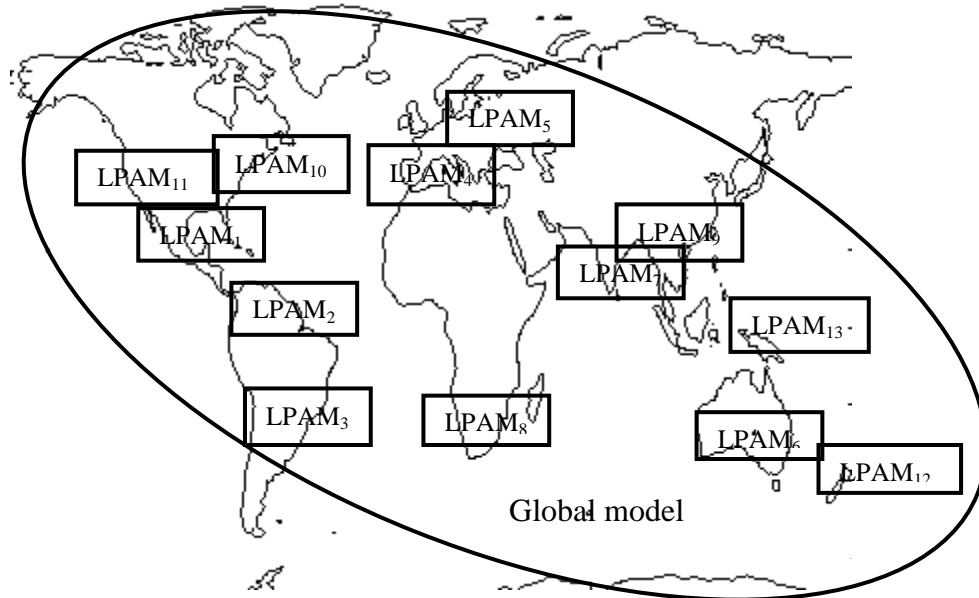 LPAM₅
LPAM₁₁
LPAM₁₀
LPAM₄
LPAM₁
LPAM₉
LPAM₇
LPAM₂
LPAM₁₃
LPAM₃
LPAM₈
LPAM₆
LPAM₁₂
Global model